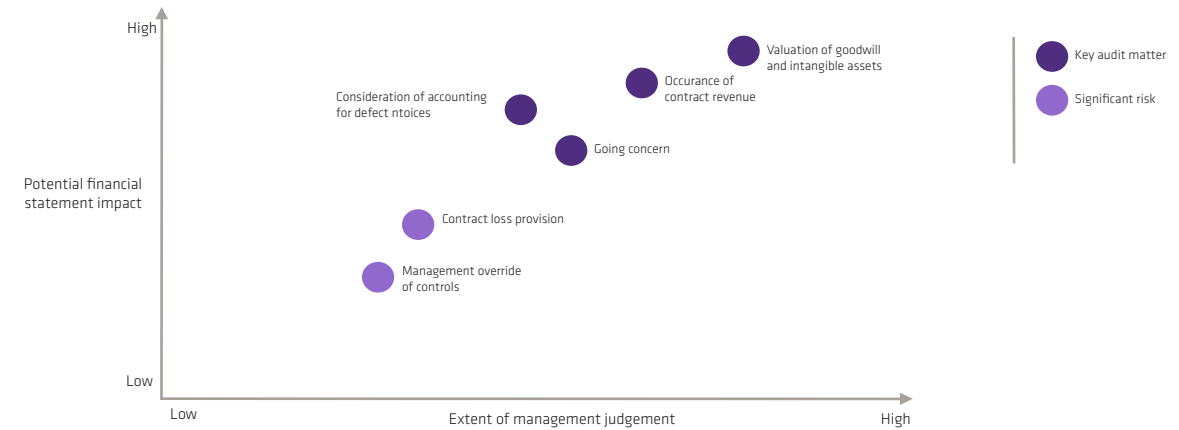 High
Valuation of goodwill
and intangible assets
Key audit matter
Occurance of
contract revenue
Consideration of accounting
for defect ntoices
Significant risk
Going concern
Potential financial
statement impact
Contract loss provision
Management override
of controls
Low
Low
Extent of management judgement
High